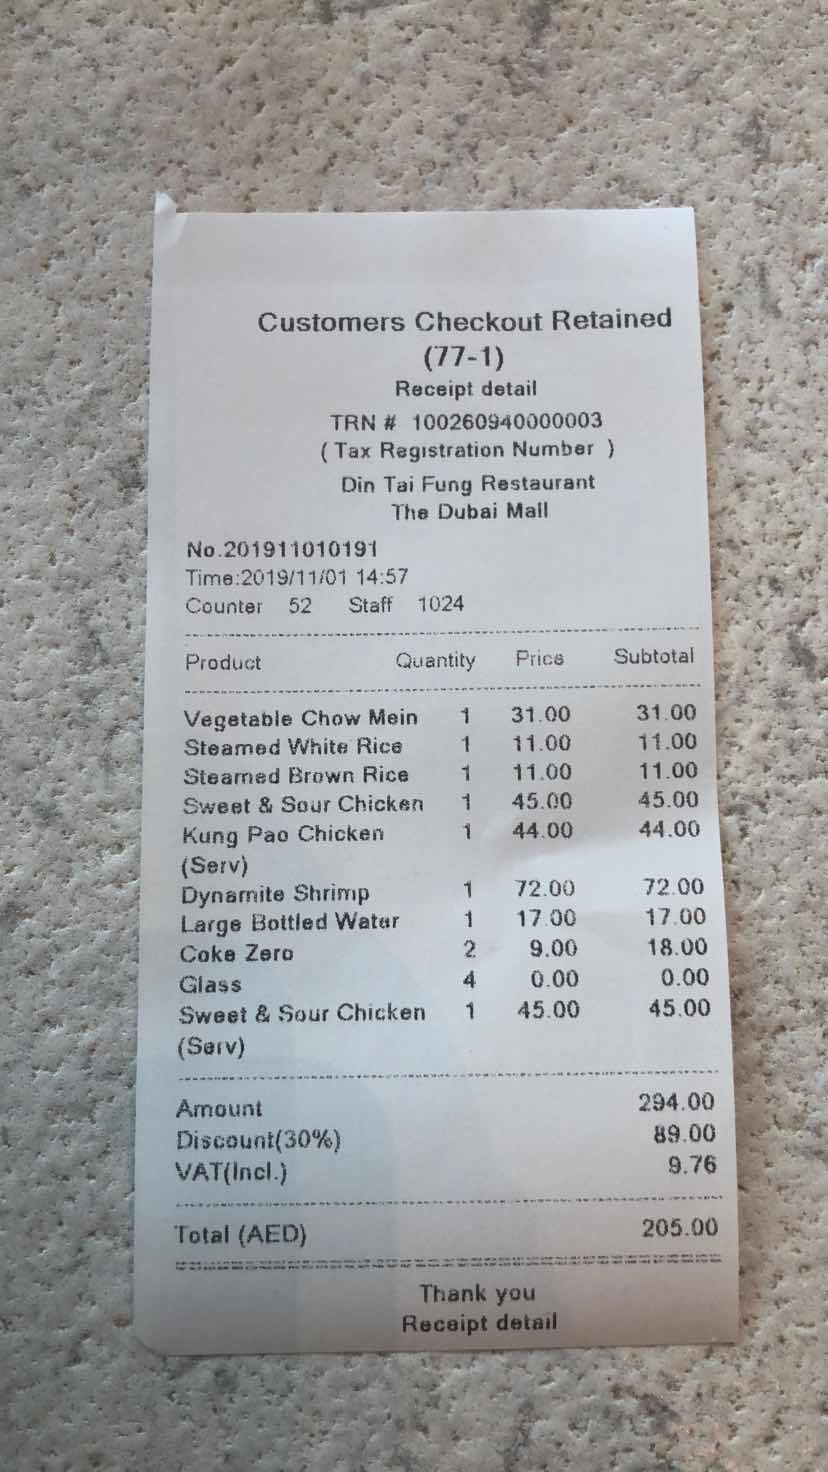 Customers Checkout Retained
(77-1)
Receipt detail
TRN # 100260940000003
( Tax Registration Number )
Din Tai Fung Restaurant
The Dubai Mall
No.201911010191
Time:2019/11/01 14:57
Counter 52 Staff 1024
Product Quantity Price Subtotal
Vegetable Chow Mein 1 31.00 31.00
Steamed White Rice 1 11.00 11.00
Steamed Brown Rice 1 11.00 11.00
Sweet & Sour Chicken 1 45.00 45.00
Kung Pao Chicken 1 44.00 44.00
(Serv)
Dynamite Shrimp 1 72.00 72.00
Large Bottled Water 1 17.00 17.00
Coke Zero 2 9.00 18.00
Glass 4 0.00 0.00
Sweet & Sour Chicken 1 45.00 45.00
(Serv)
Amount 294.00
Discount(30%) 89.00
VAT(Incl.) 9.76
Total (AED) 205.00
Thank you
Receipt detail